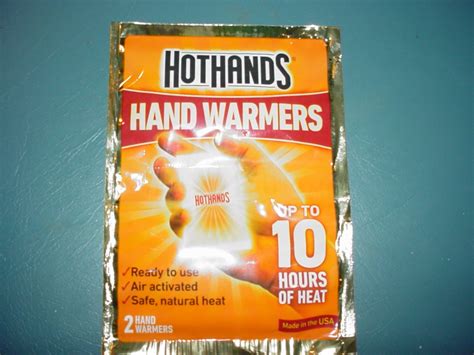 HOTHANDS®
HAND WARMERS
HOTHANDS
UP TO
10
HOURS
OF HEAT
✓Ready to use
✓Air activated
✓Safe, natural heat
2 HAND
WARMERS
Made in the USA